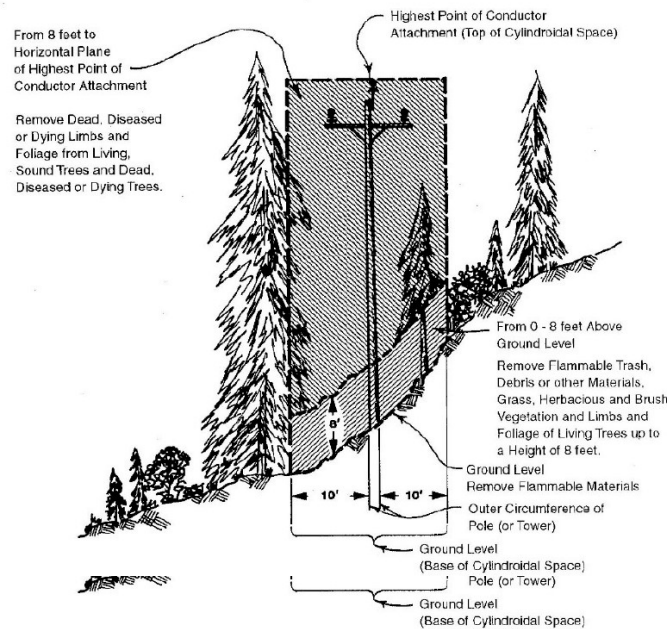 Highest Point of Conductor
Attachment (Top of Cylindroidal Space)
From 8 feet to
Horizontal Plane
of Highest Point of
Conductor Attachment
Remove Dead, Diseased
or Dying Limbs and
Foliage from Living,
Sound Trees and Dead,
Diseased or Dying Trees.
From 0 - 8 feet Above
Ground Level
Remove Flammable Trash,
Debris or other Materials,
Grass, Herbacious and Brush
Vegetation and Limbs and
Foliage of Living Trees up to
a Height of 8 feet.
8'
Ground Level
Remove Flammable Materials
10' 10'
Outer Circumference of
Pole (or Tower)
Ground Level
(Base of Cylindroidal Space)
Pole (or Tower)
Ground Level
(Base of Cylindroidal Space)